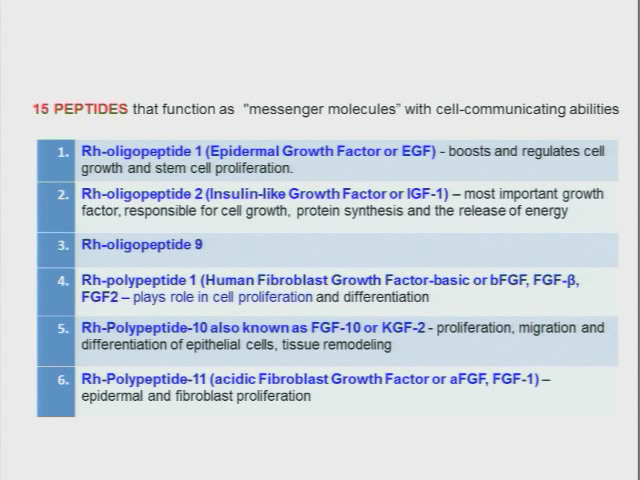 15 PEPTIDES that function as "messenger molecules" with cell-communicating abilities
1. Rh-oligopeptide 1 (Epidermal Growth Factor or EGF) - boosts and regulates cell
growth and stem cell proliferation.
2. Rh-oligopeptide 2 (Insulin-like Growth Factor or IGF-1) – most important growth
factor, responsible for cell growth, protein synthesis and the release of energy
3. Rh-oligopeptide 9
4. Rh-polypeptide 1 (Human Fibroblast Growth Factor-basic or bFGF, FGF-β,
FGF2 – plays role in cell proliferation and differentiation
5. Rh-Polypeptide-10 also known as FGF-10 or KGF-2 - proliferation, migration and
differentiation of epithelial cells, tissue remodeling
6. Rh-Polypeptide-11 (acidic Fibroblast Growth Factor or aFGF, FGF-1) –
epidermal and fibroblast proliferation